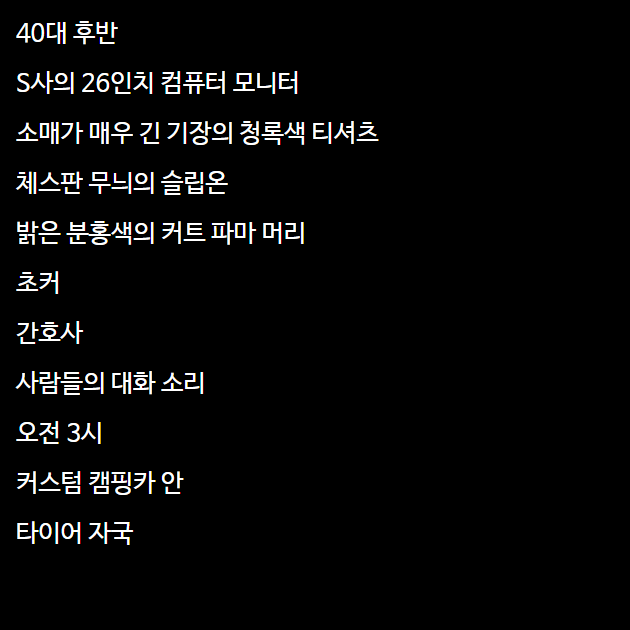 40대 후반
S사의 26인치 컴퓨터 모니터
소매가 매우 긴 기장의 청록색 티셔츠
체스판 무늬의 슬립온
밝은 분홍색의 커트 파마 머리
초커
간호사
사람들의 대화 소리
오전 3시
커스텀 캠핑카 안
타이어 자국